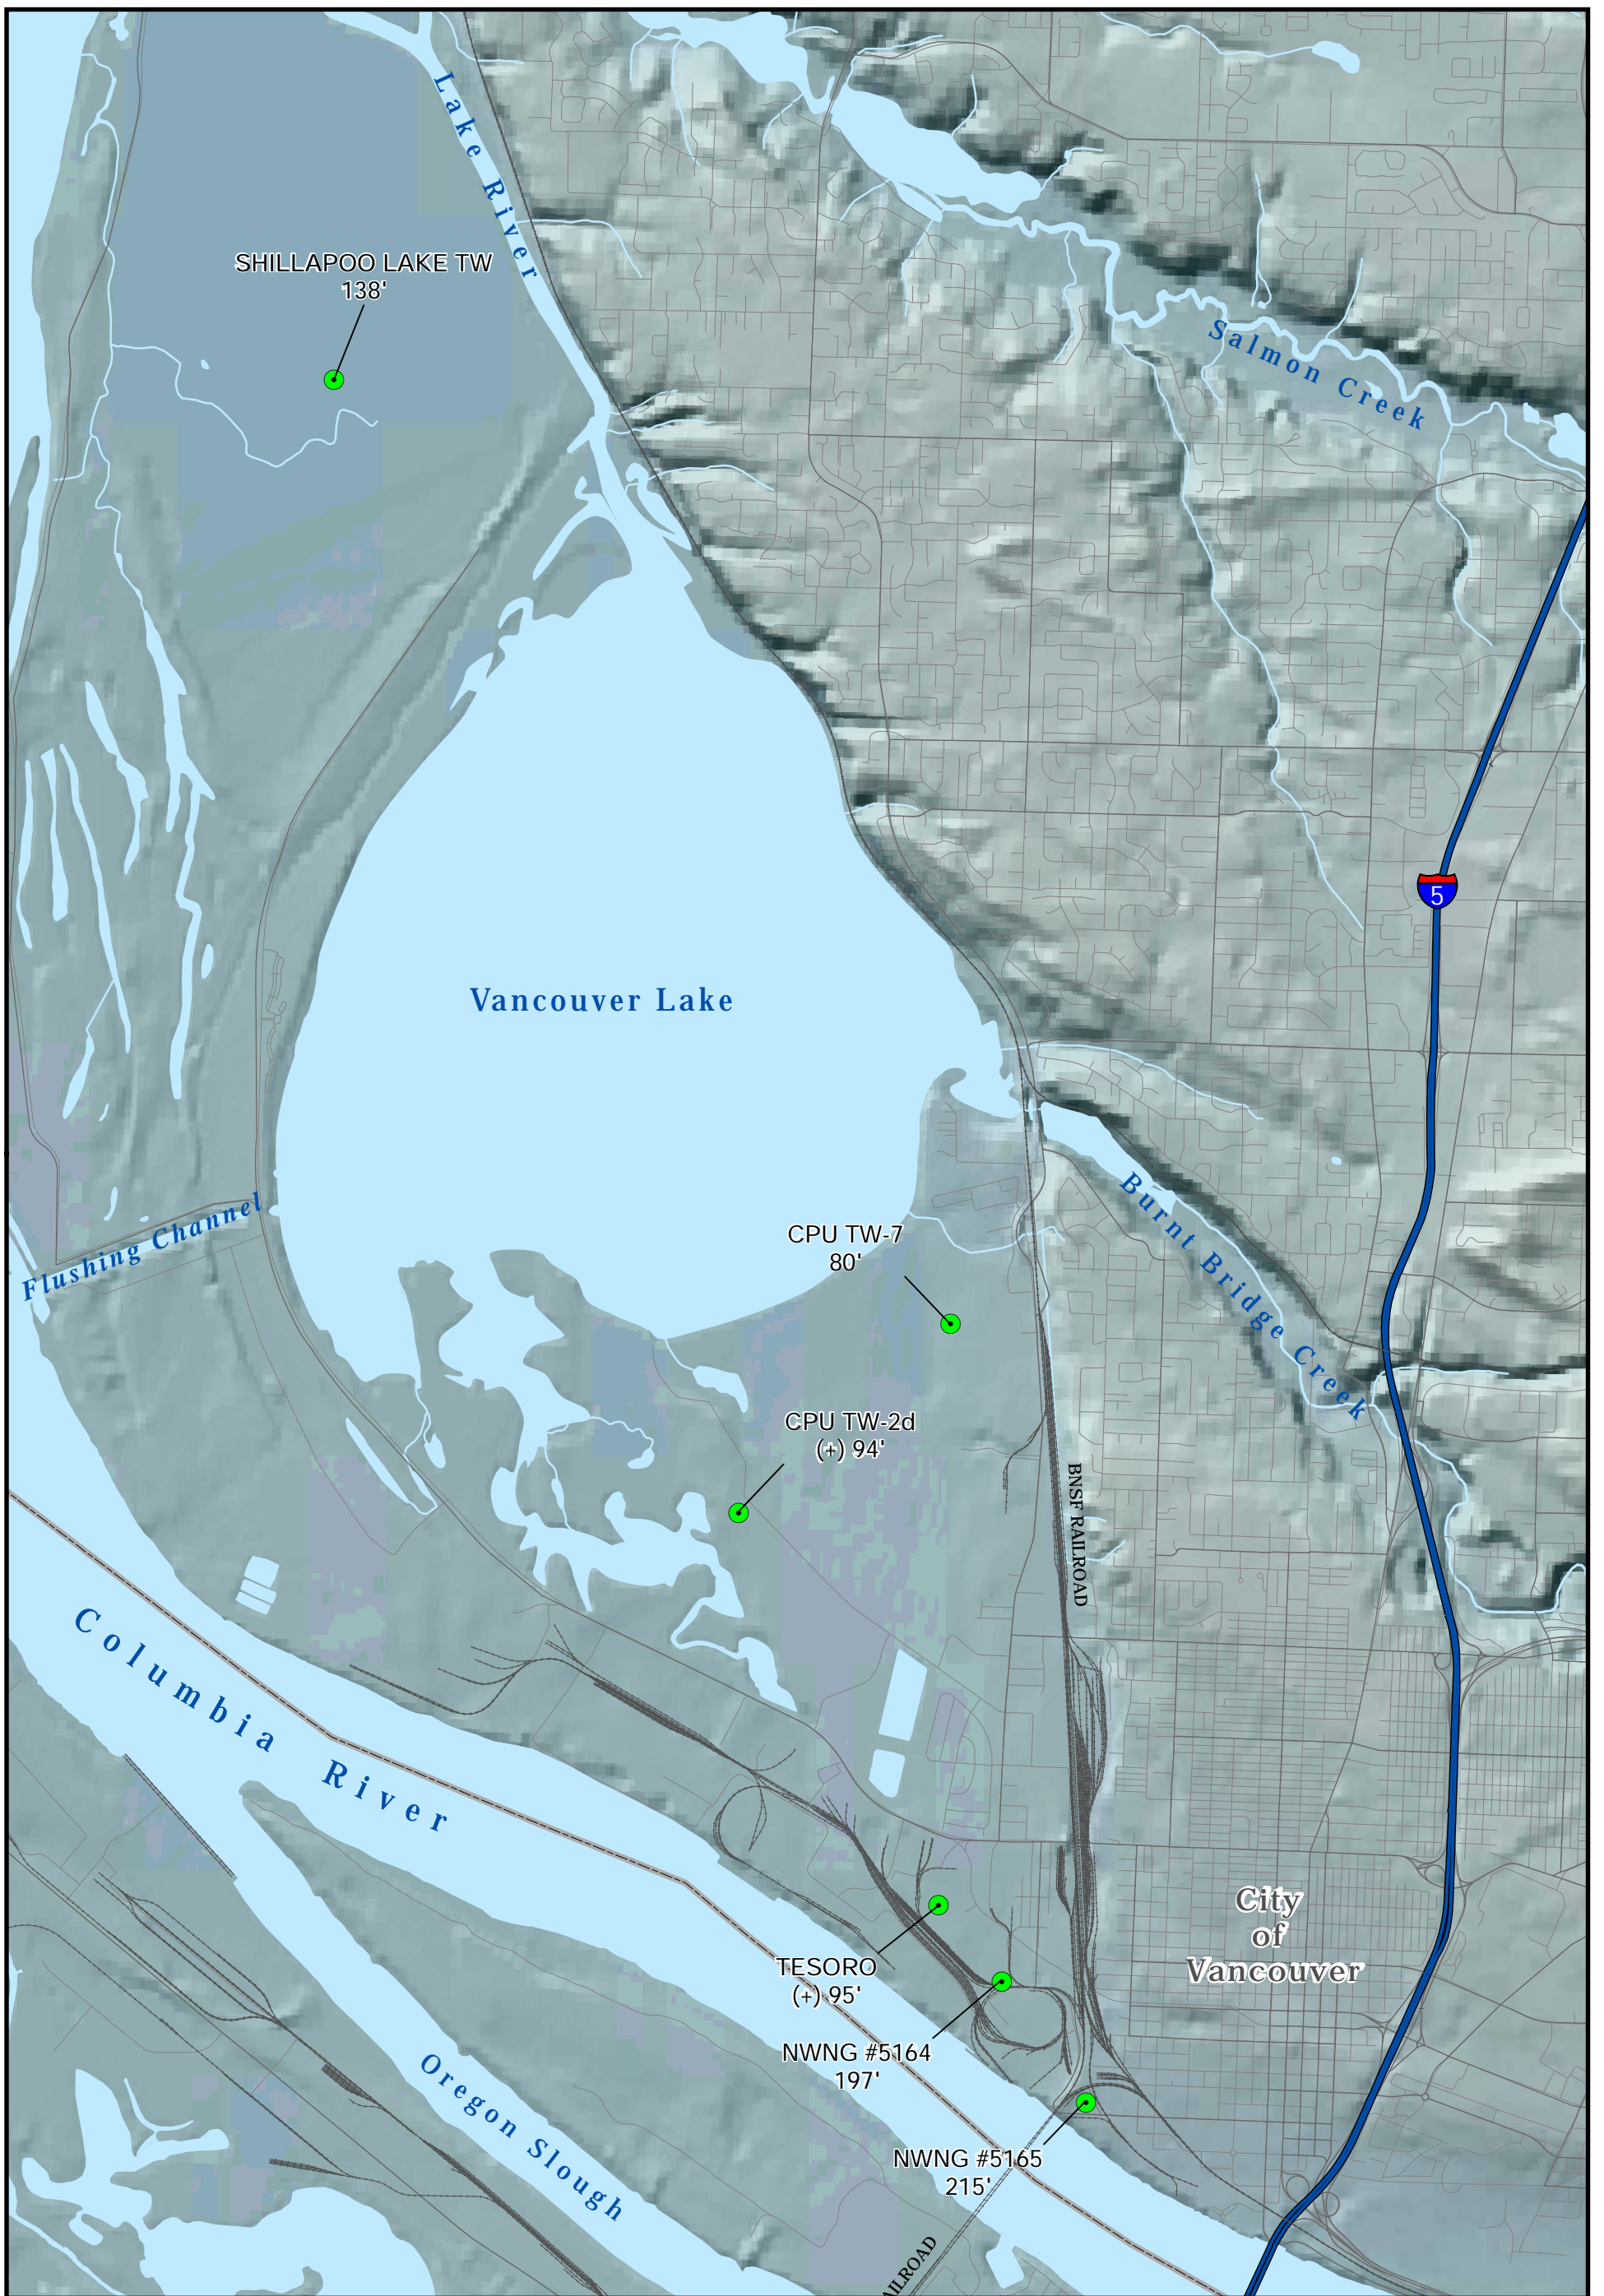 Lake River
SHILLAPOO LAKE TW
138'
Salmon Creek
5
Vancouver Lake
Burnt Bridge Creek
Flushing Channel
CPU TW-7
80'
CPU TW-2d
(+) 94'
BNSF RAILROAD
Columbia River
City
of
Vancouver
TESORO
(+) 95'
NWNG #5164
197'
Oregon Slough
NWNG #5165
215'
AILROAD